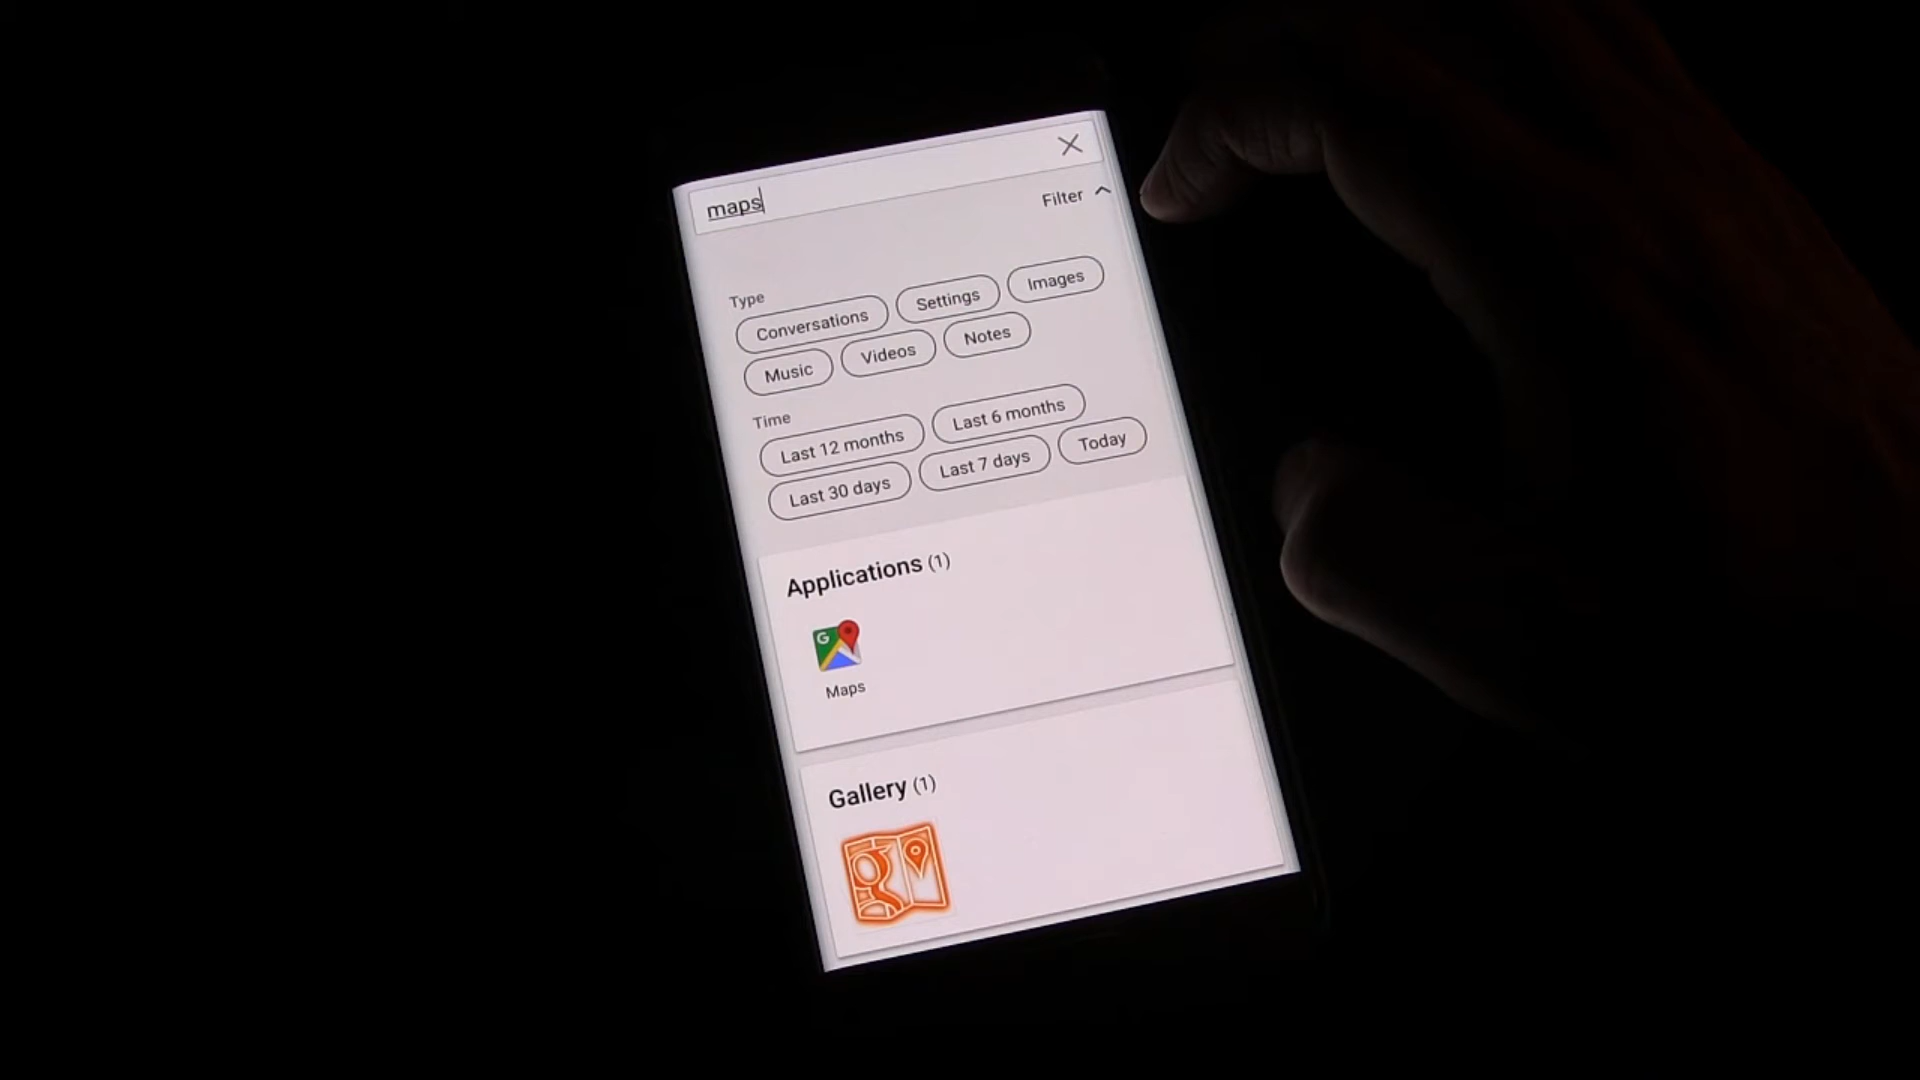 maps
Filter
Type
Conversations Settings Images
Music Videos Notes
Time
Last 12 months Last 6 months
Last 30 days Last 7 days Today
Applications (1)
G
Maps
Gallery (1)
g